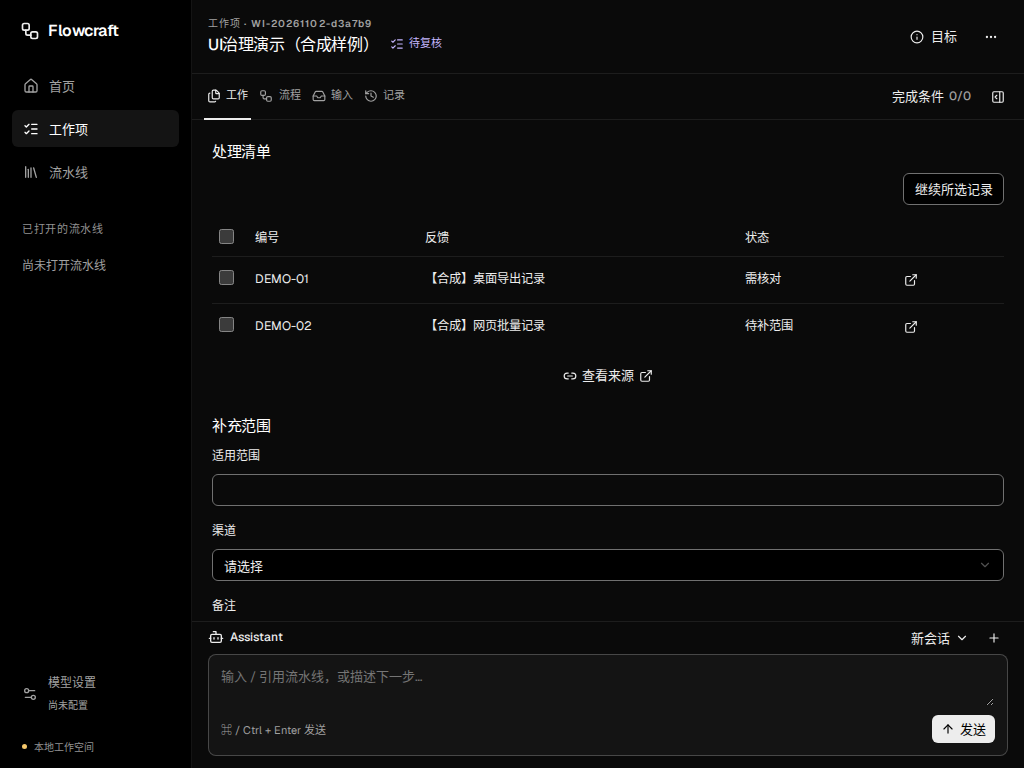 Flowcraft
首页
工作项
流水线
已打开的流水线
尚未打开流水线
模型设置
尚未配置
本地工作空间
工作项 · WI-20261102-d3a7b9
UI治理演示（合成样例）
待复核
目标
工作
流程
输入
记录
完成条件 0/0
处理清单
继续所选记录
编号 反馈 状态
DEMO-01 【合成】桌面导出记录 需核对
DEMO-02 【合成】网页批量记录 待补范围
查看来源
补充范围
适用范围
渠道
请选择
备注
Assistant
新会话
输入 / 引用流水线，或描述下一步…
⌘ / Ctrl + Enter 发送
发送